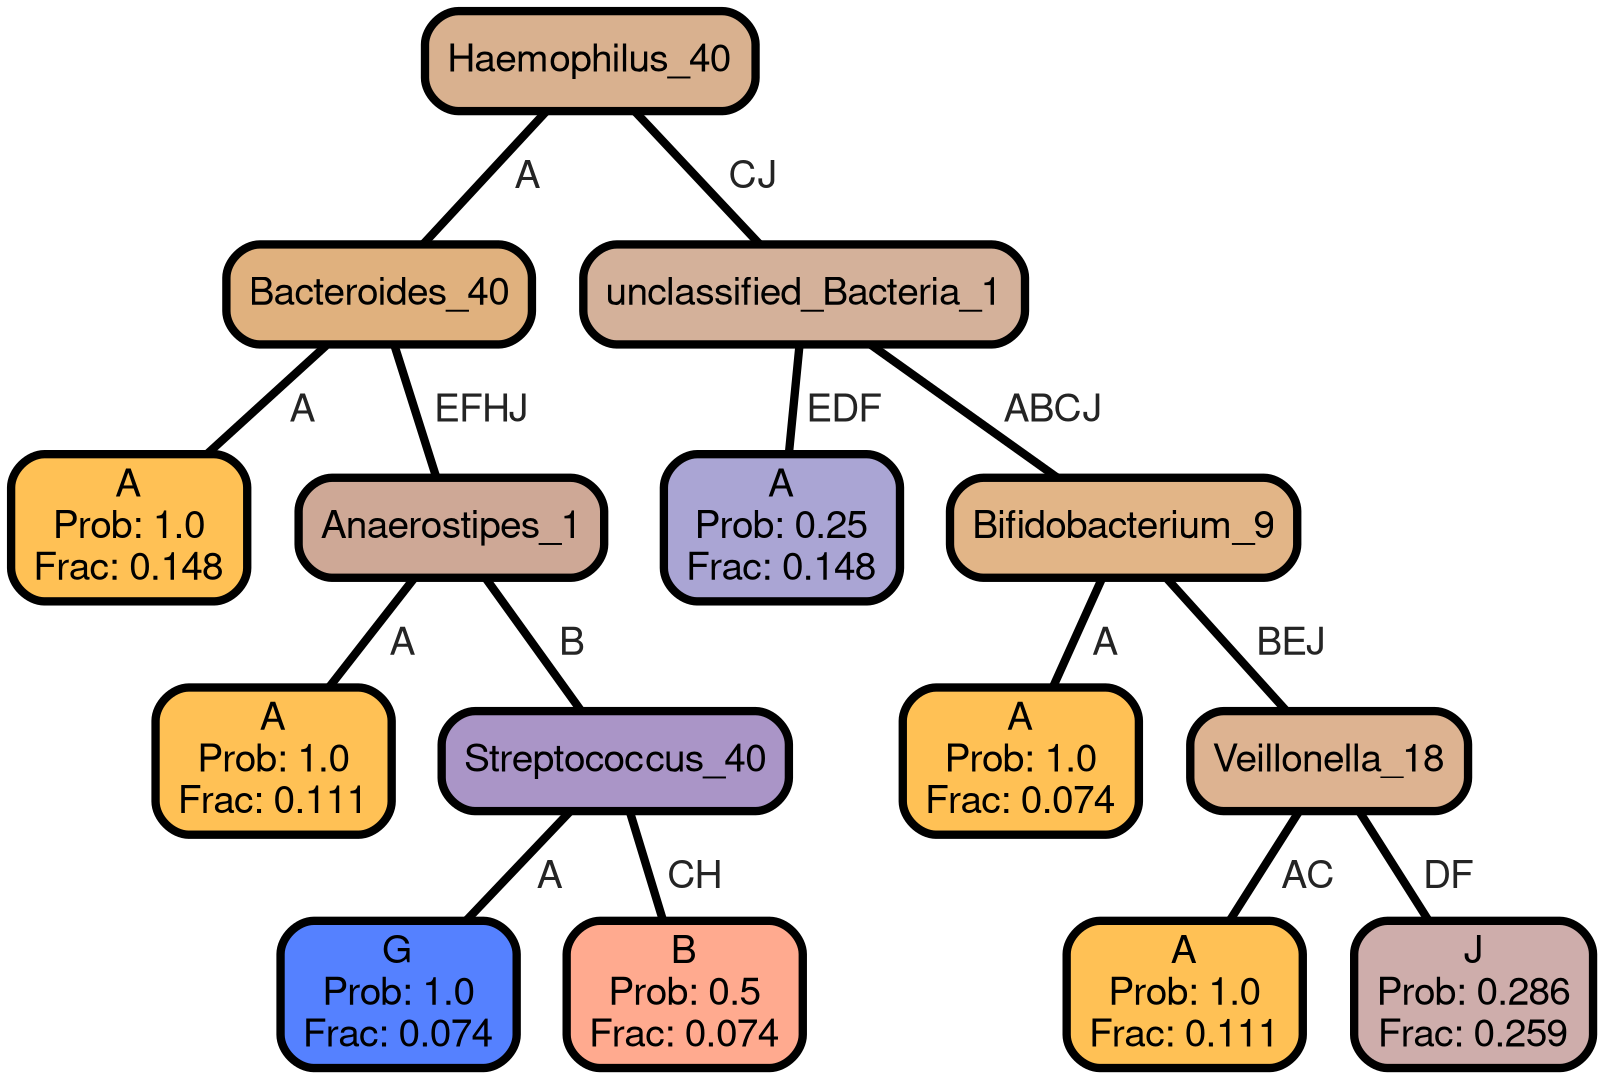 Haemophilus_40
A
CJ
Bacteroides_40
unclassified_Bacteria_1
A
EFHJ
EDF
ABCJ
A
Prob: 1.0
Frac: 0.148
Anaerostipes_1
A
Prob: 0.25
Frac: 0.148
Bifidobacterium_9
A
B
A
BEJ
A
Prob: 1.0
Frac: 0.111
Streptococcus_40
A
Prob: 1.0
Frac: 0.074
Veillonella_18
A
CH
AC
DF
G
Prob: 1.0
Frac: 0.074
B
Prob: 0.5
Frac: 0.074
A
Prob: 1.0
Frac: 0.111
J
Prob: 0.286
Frac: 0.259